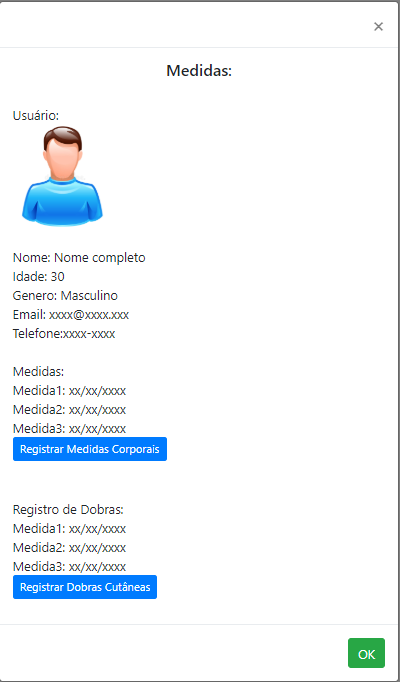 ×
Medidas:
Usuário:
Nome: Nome completo
Idade: 30
Genero: Masculino
Email: xxxx@xxxx.xxx
Telefone:xxxx-xxxx
Medidas:
Medida1: xx/xx/xxxx
Medida2: xx/xx/xxxx
Medida3: xx/xx/xxxx
Registrar Medidas Corporais
Registro de Dobras:
Medida1: xx/xx/xxxx
Medida2: xx/xx/xxxx
Medida3: xx/xx/xxxx
Registrar Dobras Cutâneas
OK